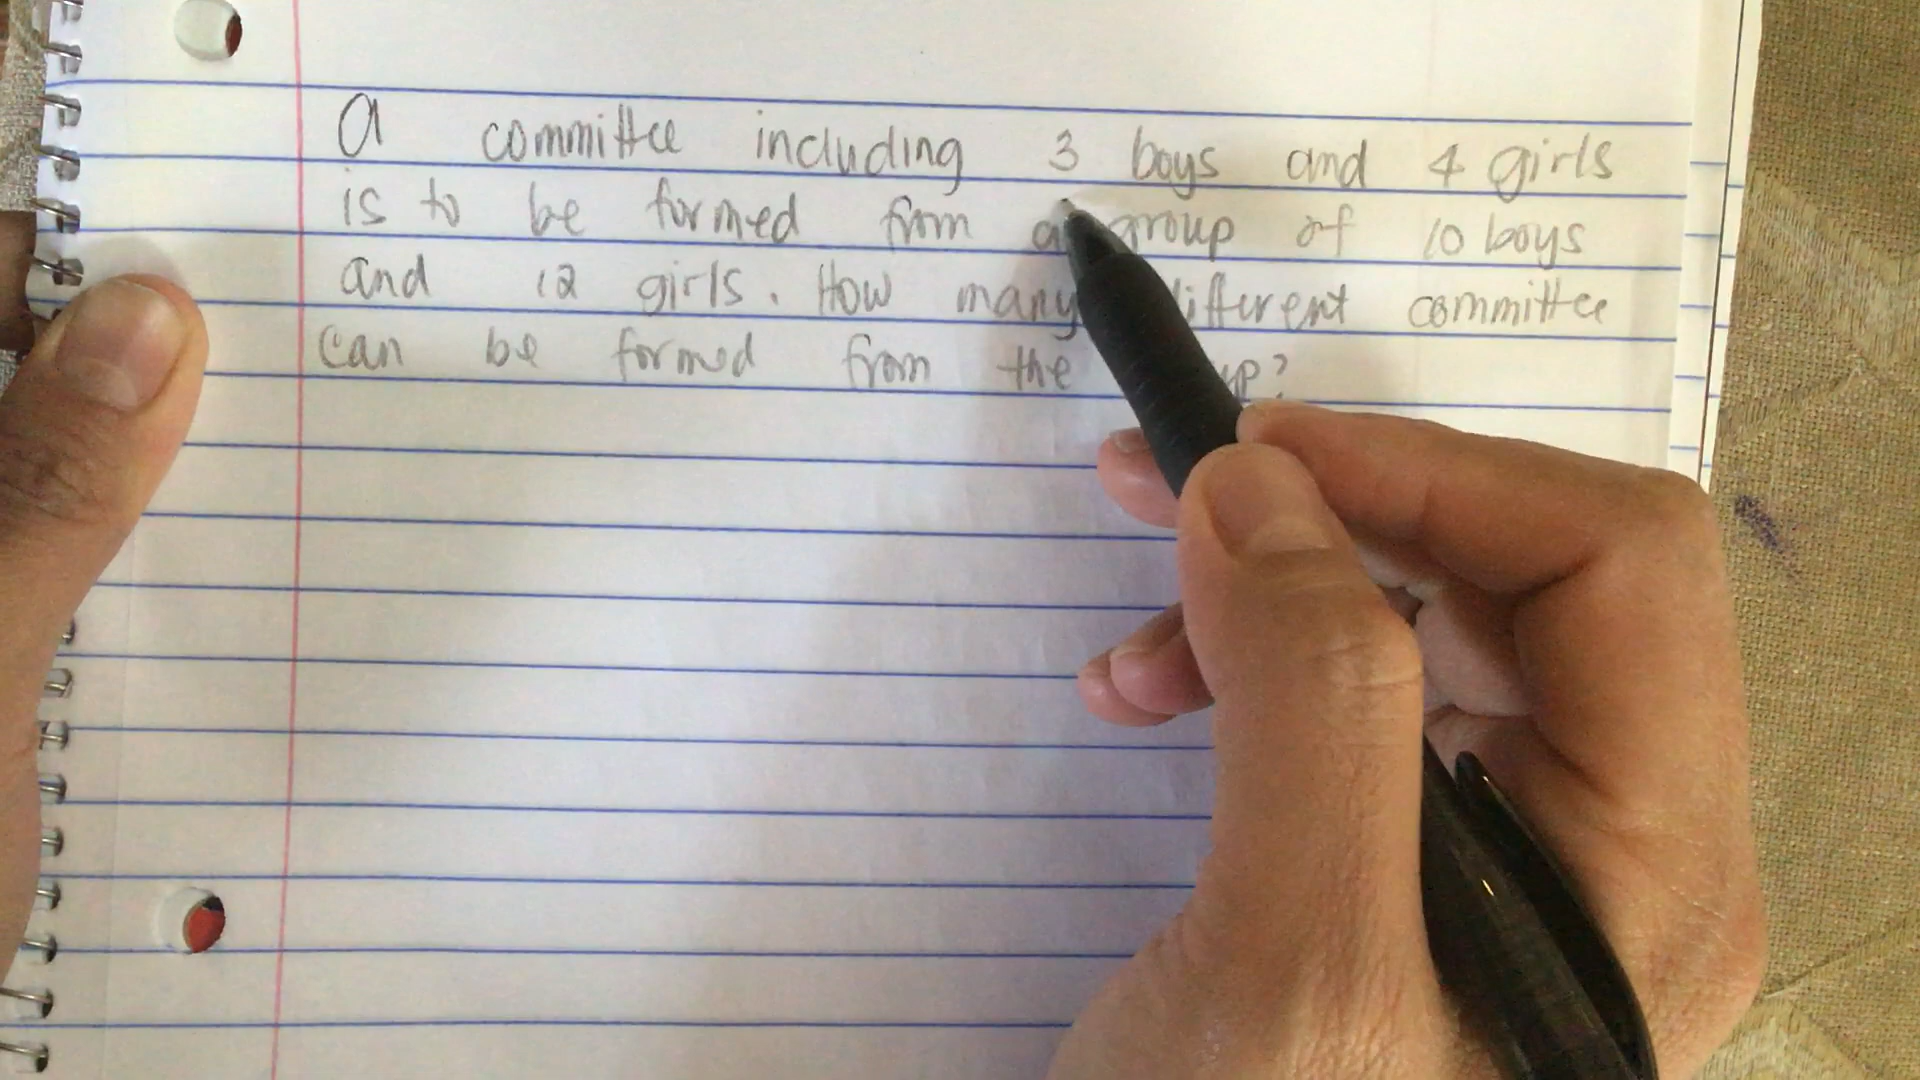 A committee including 3 boys and 4 girls
is to be formed from a group of 10 boys
and 12 girls. How many different committee
can be formed from the